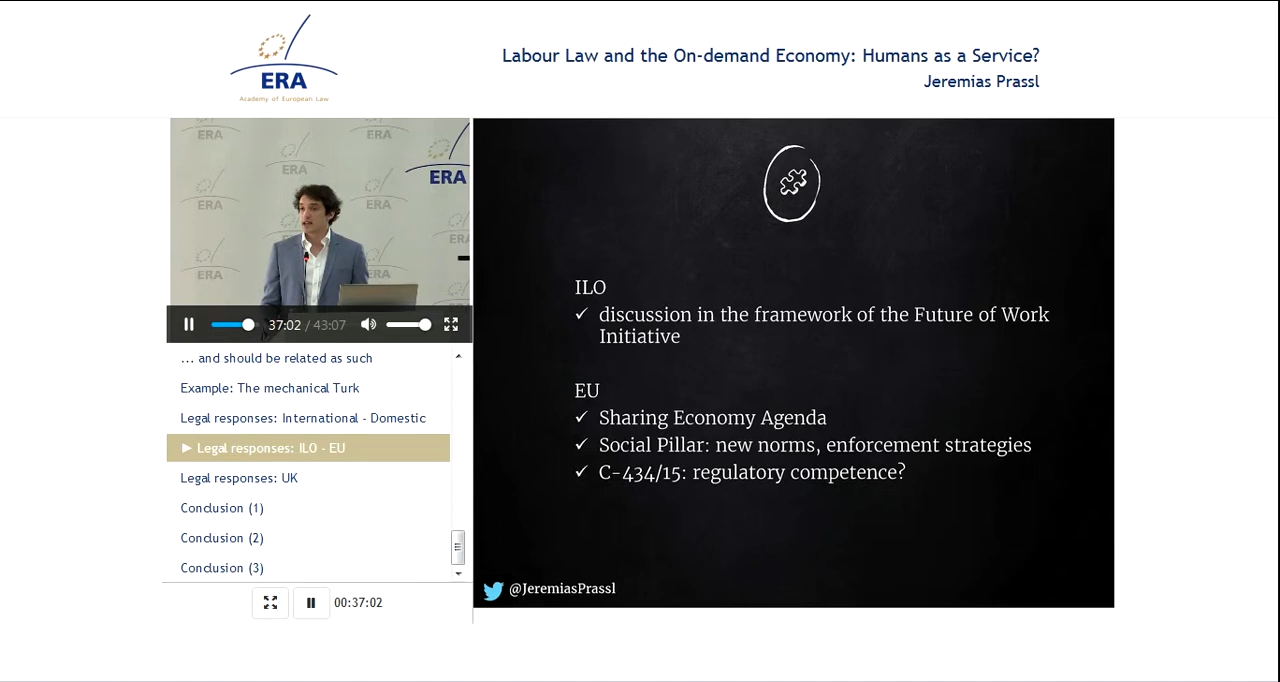 ERA
Academy of European Law
Labour Law and the On-demand Economy: Humans as a Service?
Jeremias Prassl
ERA
ERA
ERA
ERA
ERA
ERA
ERA
ERA
ERA
37:02 / 43:07
... and should be related as such
Example: The mechanical Turk
Legal responses: International - Domestic
► Legal responses: ILO - EU
Legal responses: UK
Conclusion (1)
Conclusion (2)
Conclusion (3)
00:37:02
ILO
✓ discussion in the framework of the Future of Work
Initiative
EU
✓ Sharing Economy Agenda
✓ Social Pillar: new norms, enforcement strategies
✓ C-434/15: regulatory competence?
@JeremiasPrassl